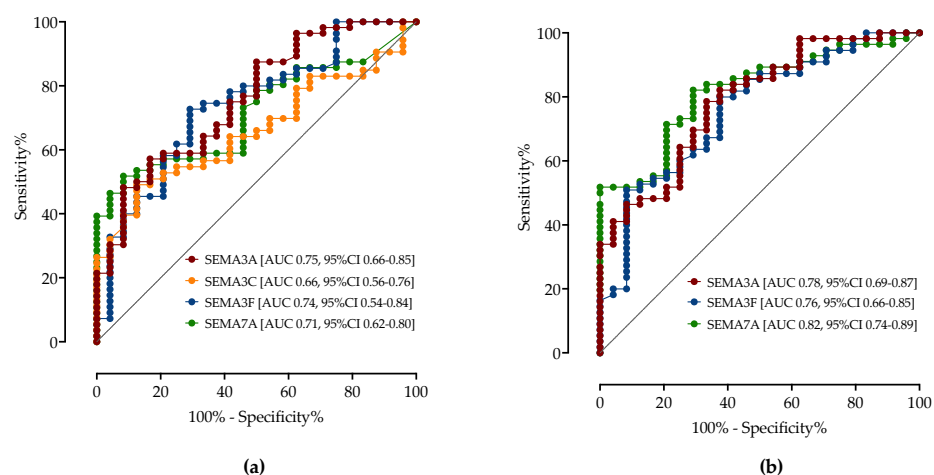 100
80
60
40
20
0
Sensitivity%
SEMA3A [AUC 0.75, 95%CI 0.66-0.85]
SEMA3C [AUC 0.66, 95%CI 0.56-0.76]
SEMA3F [AUC 0.74, 95%CI 0.54-0.84]
SEMA7A [AUC 0.71, 95%CI 0.62-0.80]
0 20 40 60 80 100
100% - Specificity%
(a)
100
80
60
40
20
0
Sensitivity%
SEMA3A [AUC 0.78, 95%CI 0.69-0.87]
SEMA3F [AUC 0.76, 95%CI 0.66-0.85]
SEMA7A [AUC 0.82, 95%CI 0.74-0.89]
0 20 40 60 80 100
100% - Specificity%
(b)